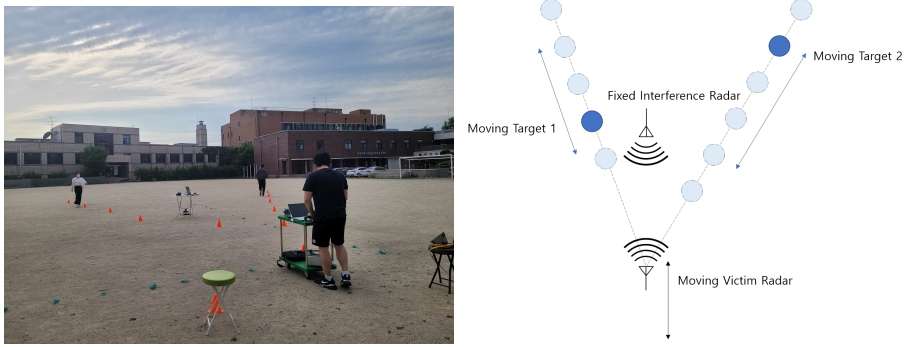 Moving Target 2
Fixed Interference Radar
Moving Target 1
Moving Victim Radar